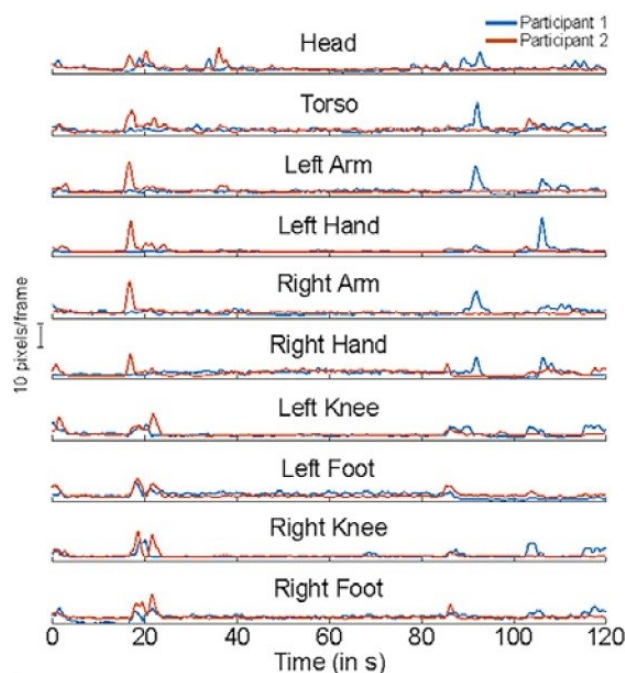 Participant 1
Participant 2
Head
Torso
Left Arm
Left Hand
Right Arm
10 pixels/frame
Right Hand
Left Knee
Left Foot
Right Knee
Right Foot
0 20 40 60 80 100 120
Time (in s)